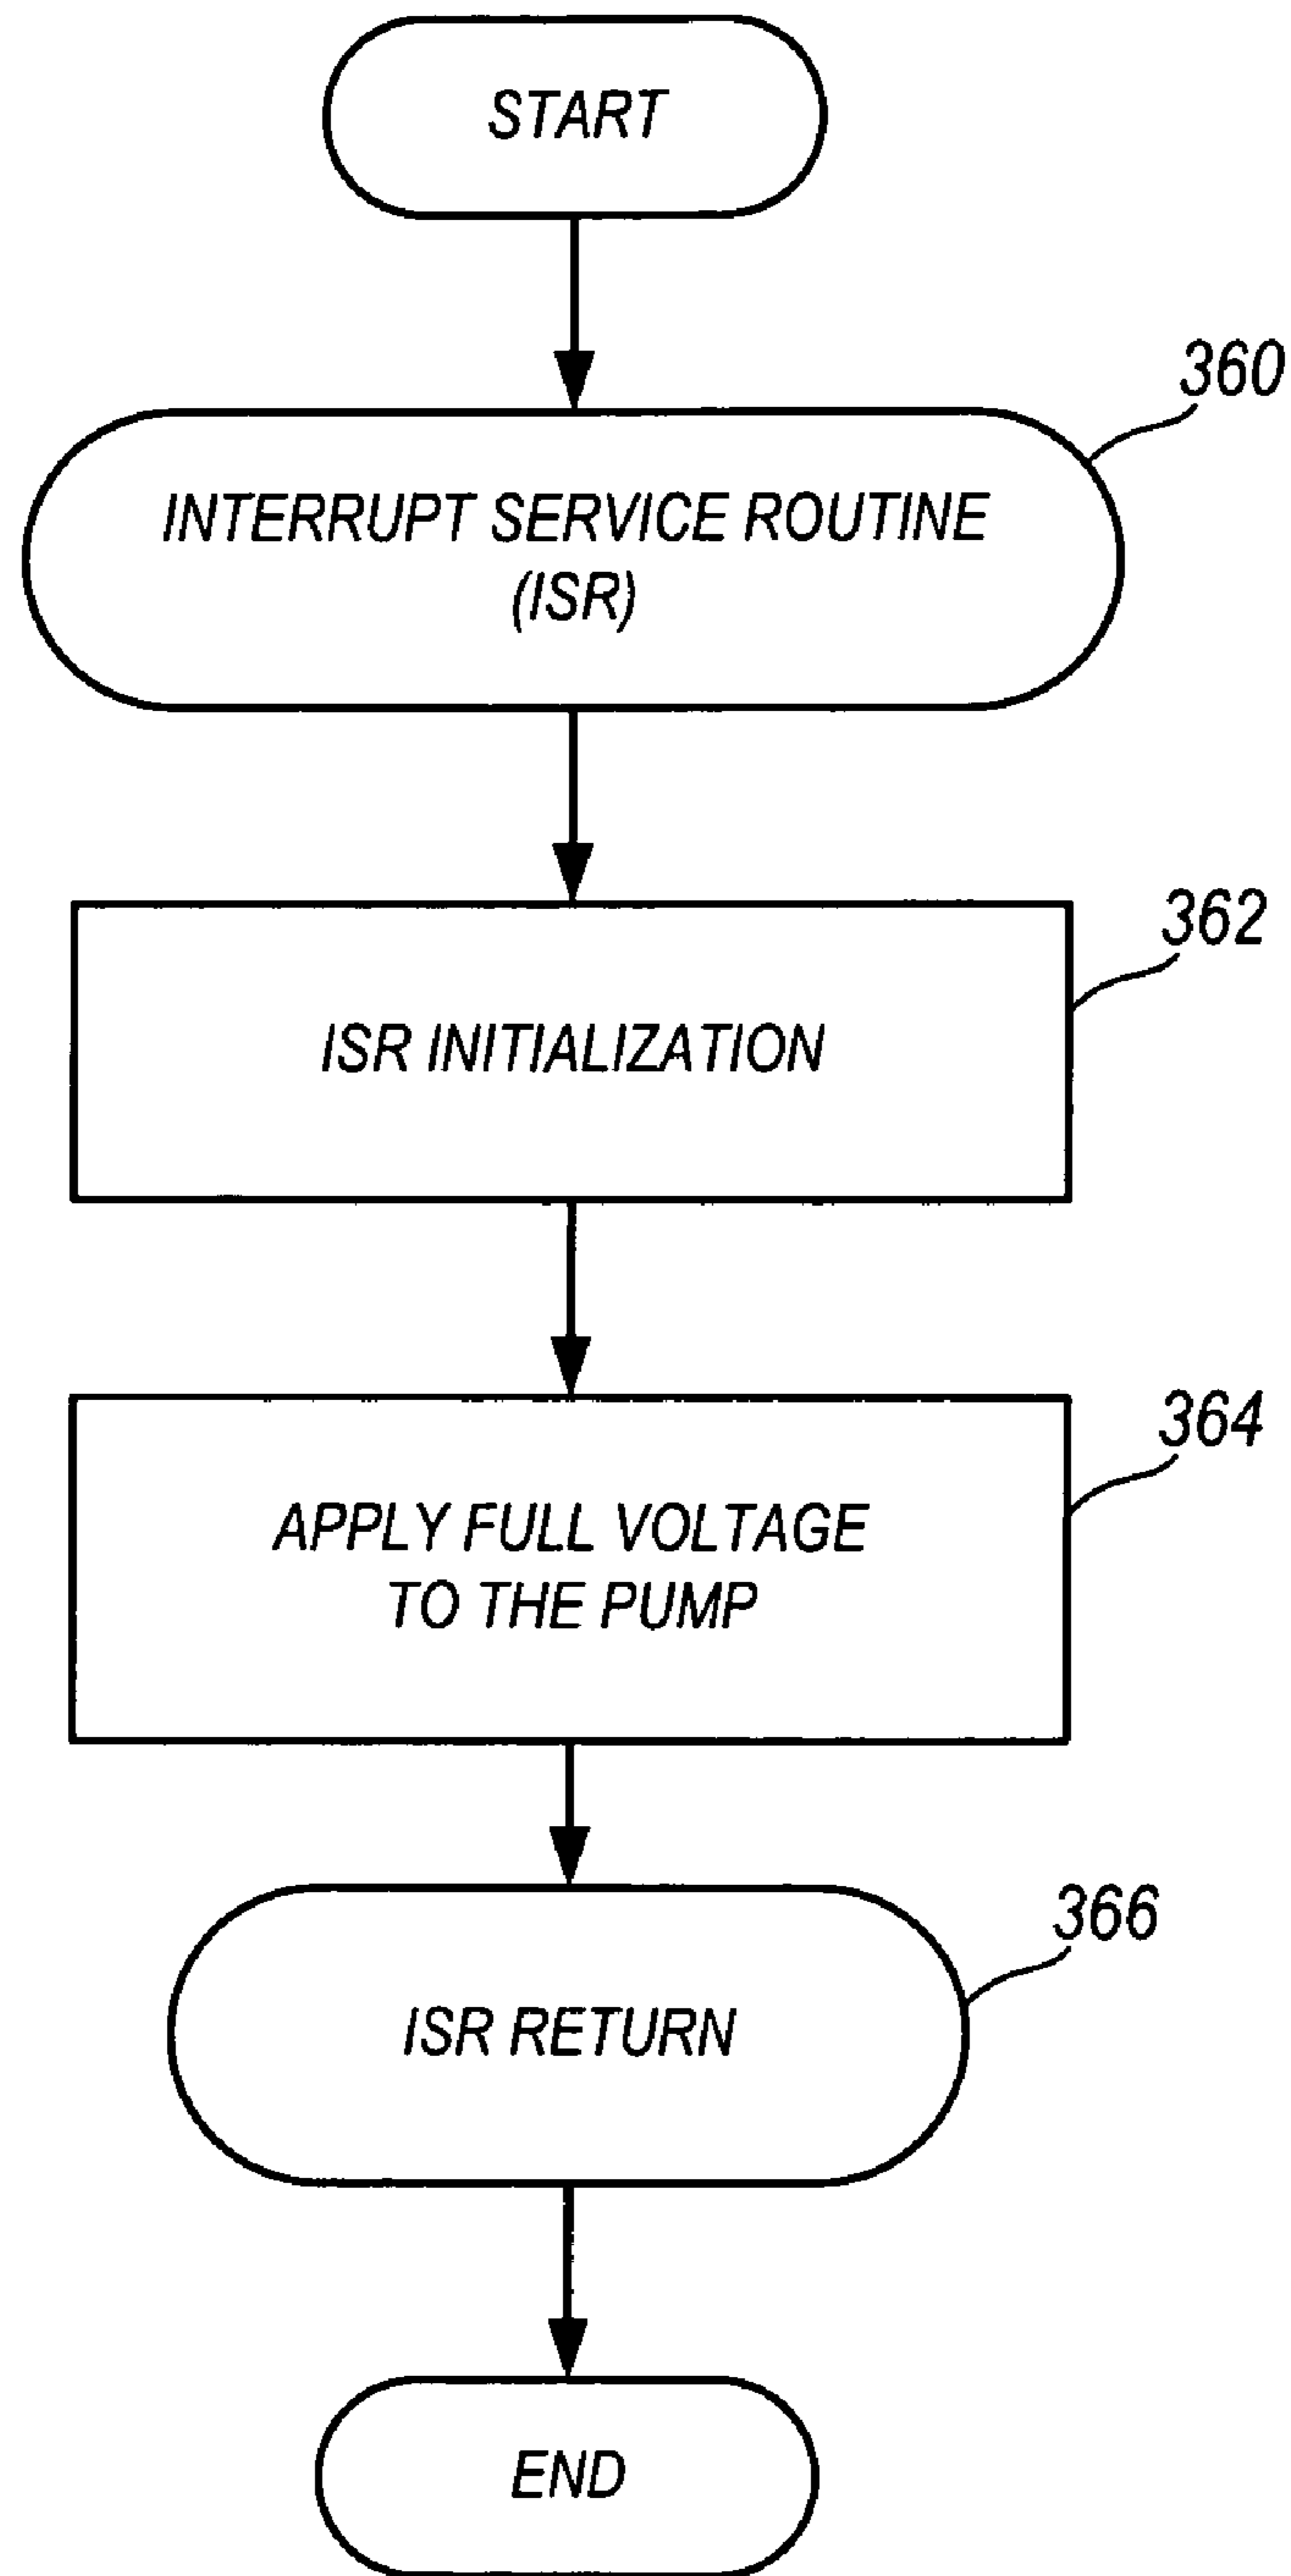 START
360
INTERRUPT SERVICE ROUTINE
(ISR)
362
ISR INITIALIZATION
364
APPLY FULL VOLTAGE
TO THE PUMP
366
ISR RETURN
END